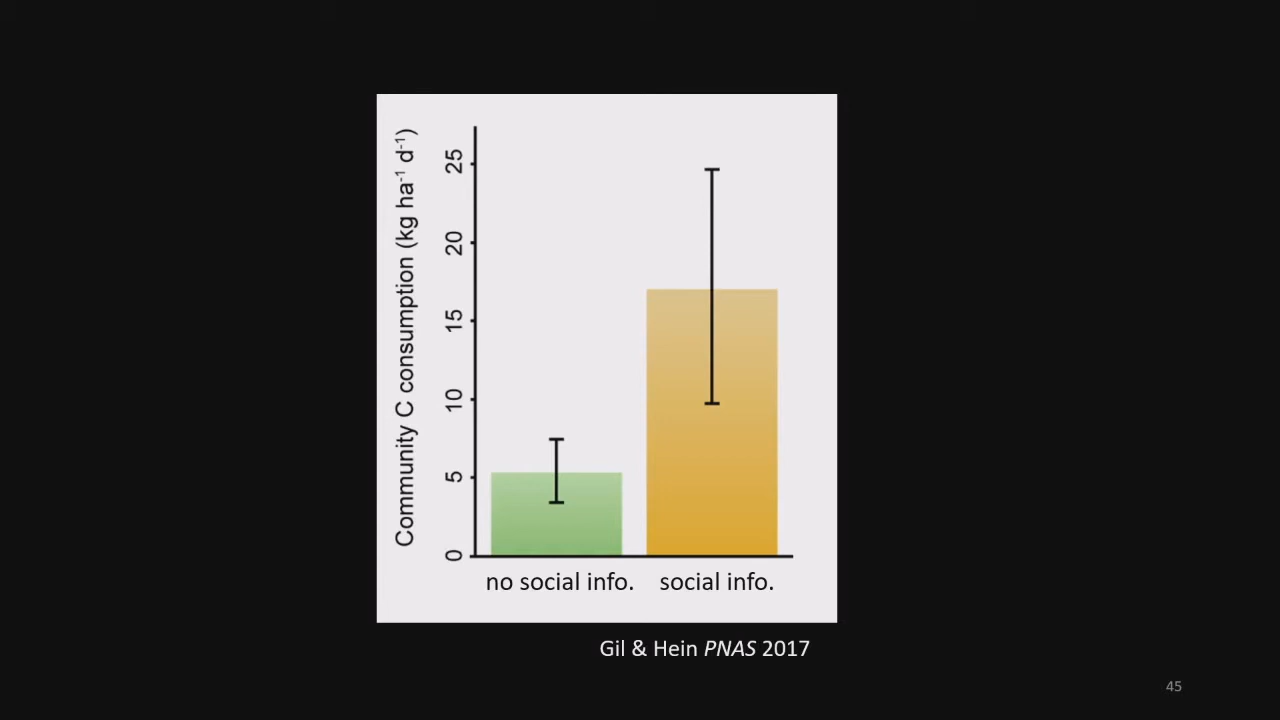 Community C consumption (kg ha⁻¹ d⁻¹)
25
20
15
10
5
0
no social info. social info.
Gil & Hein PNAS 2017
45